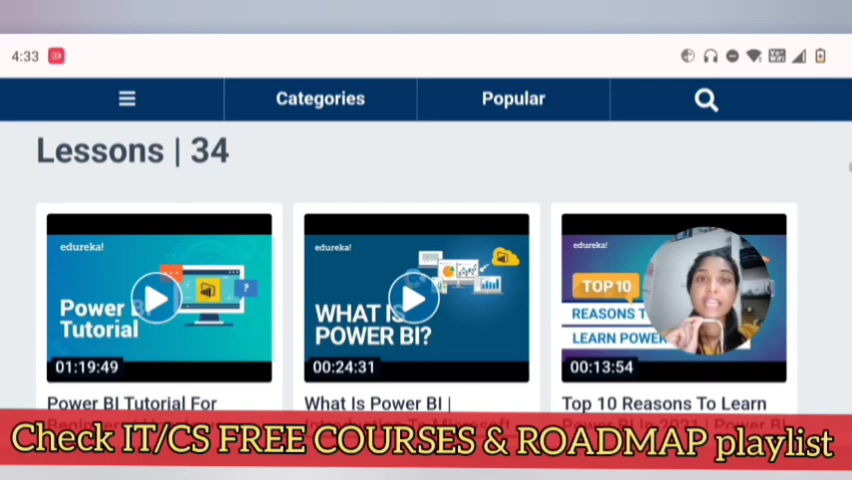 4:33
Categories
Popular
Lessons | 34
edureka!
Power BI
Tutorial
01:19:49
edureka!
WHAT IS
POWER BI?
00:24:31
edureka!
TOP 10
REASONS
LEARN
00:13:54
Power BI Tutorial For
What Is Power BI |
Top 10 Reasons To Learn
Check IT/CS FREE COURSES & ROADMAP playlist